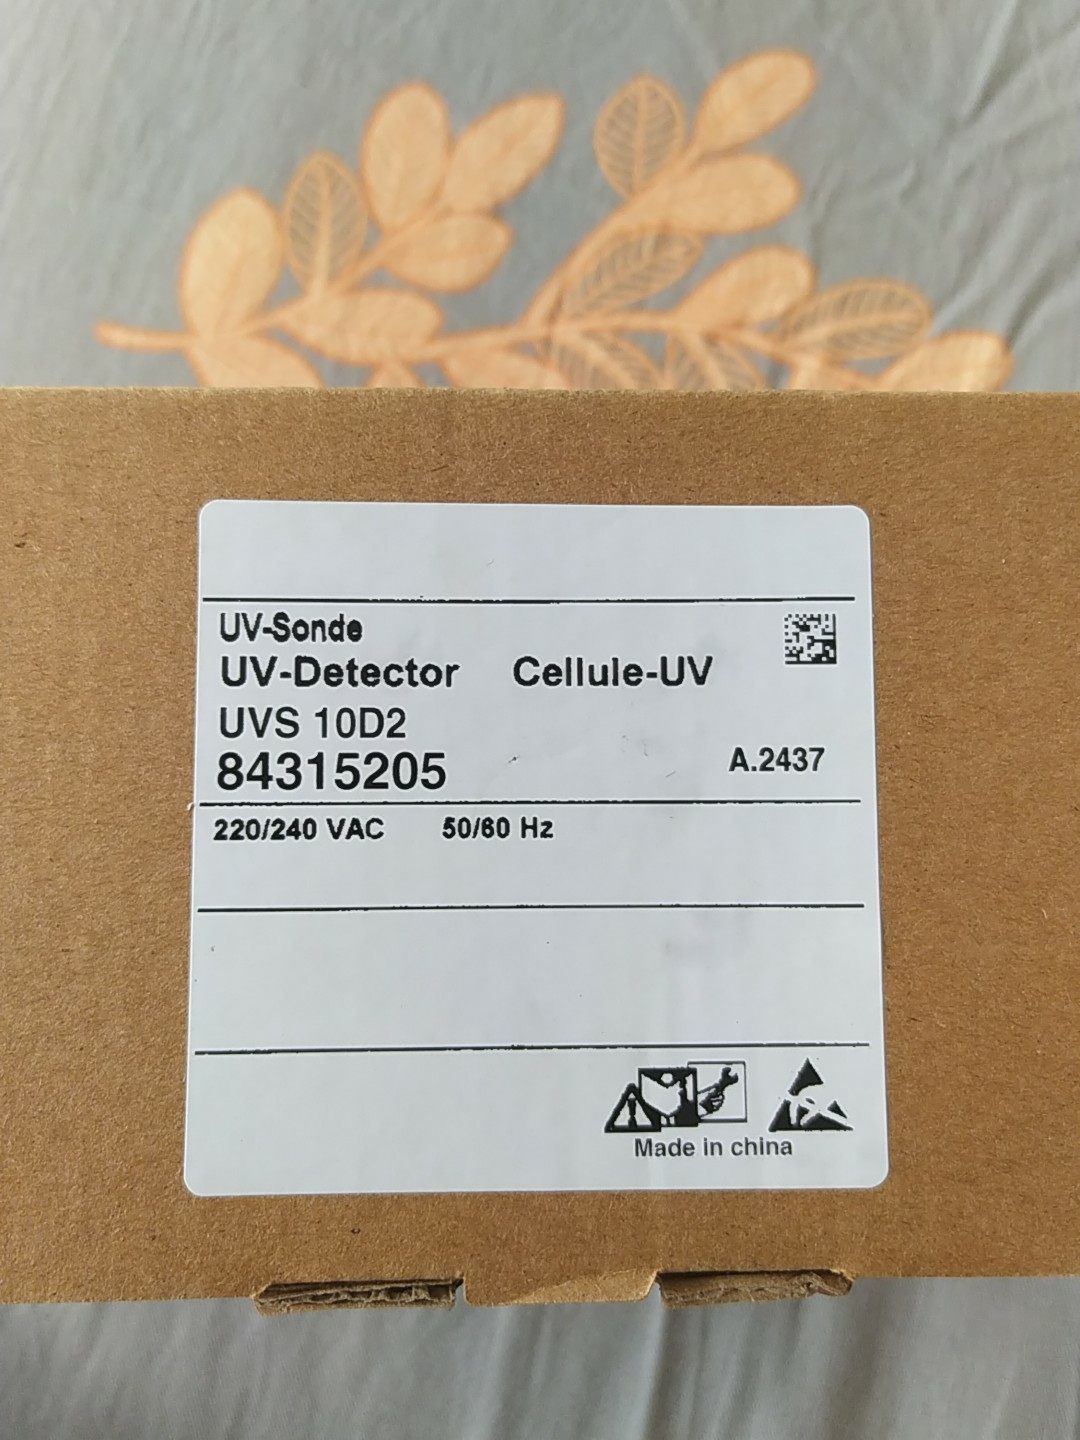 UV-Sonde
UV-Detector Cellule-UV
UVS 10D2
84315205 A.2437
220/240 VAC 50/60 Hz
Made in china